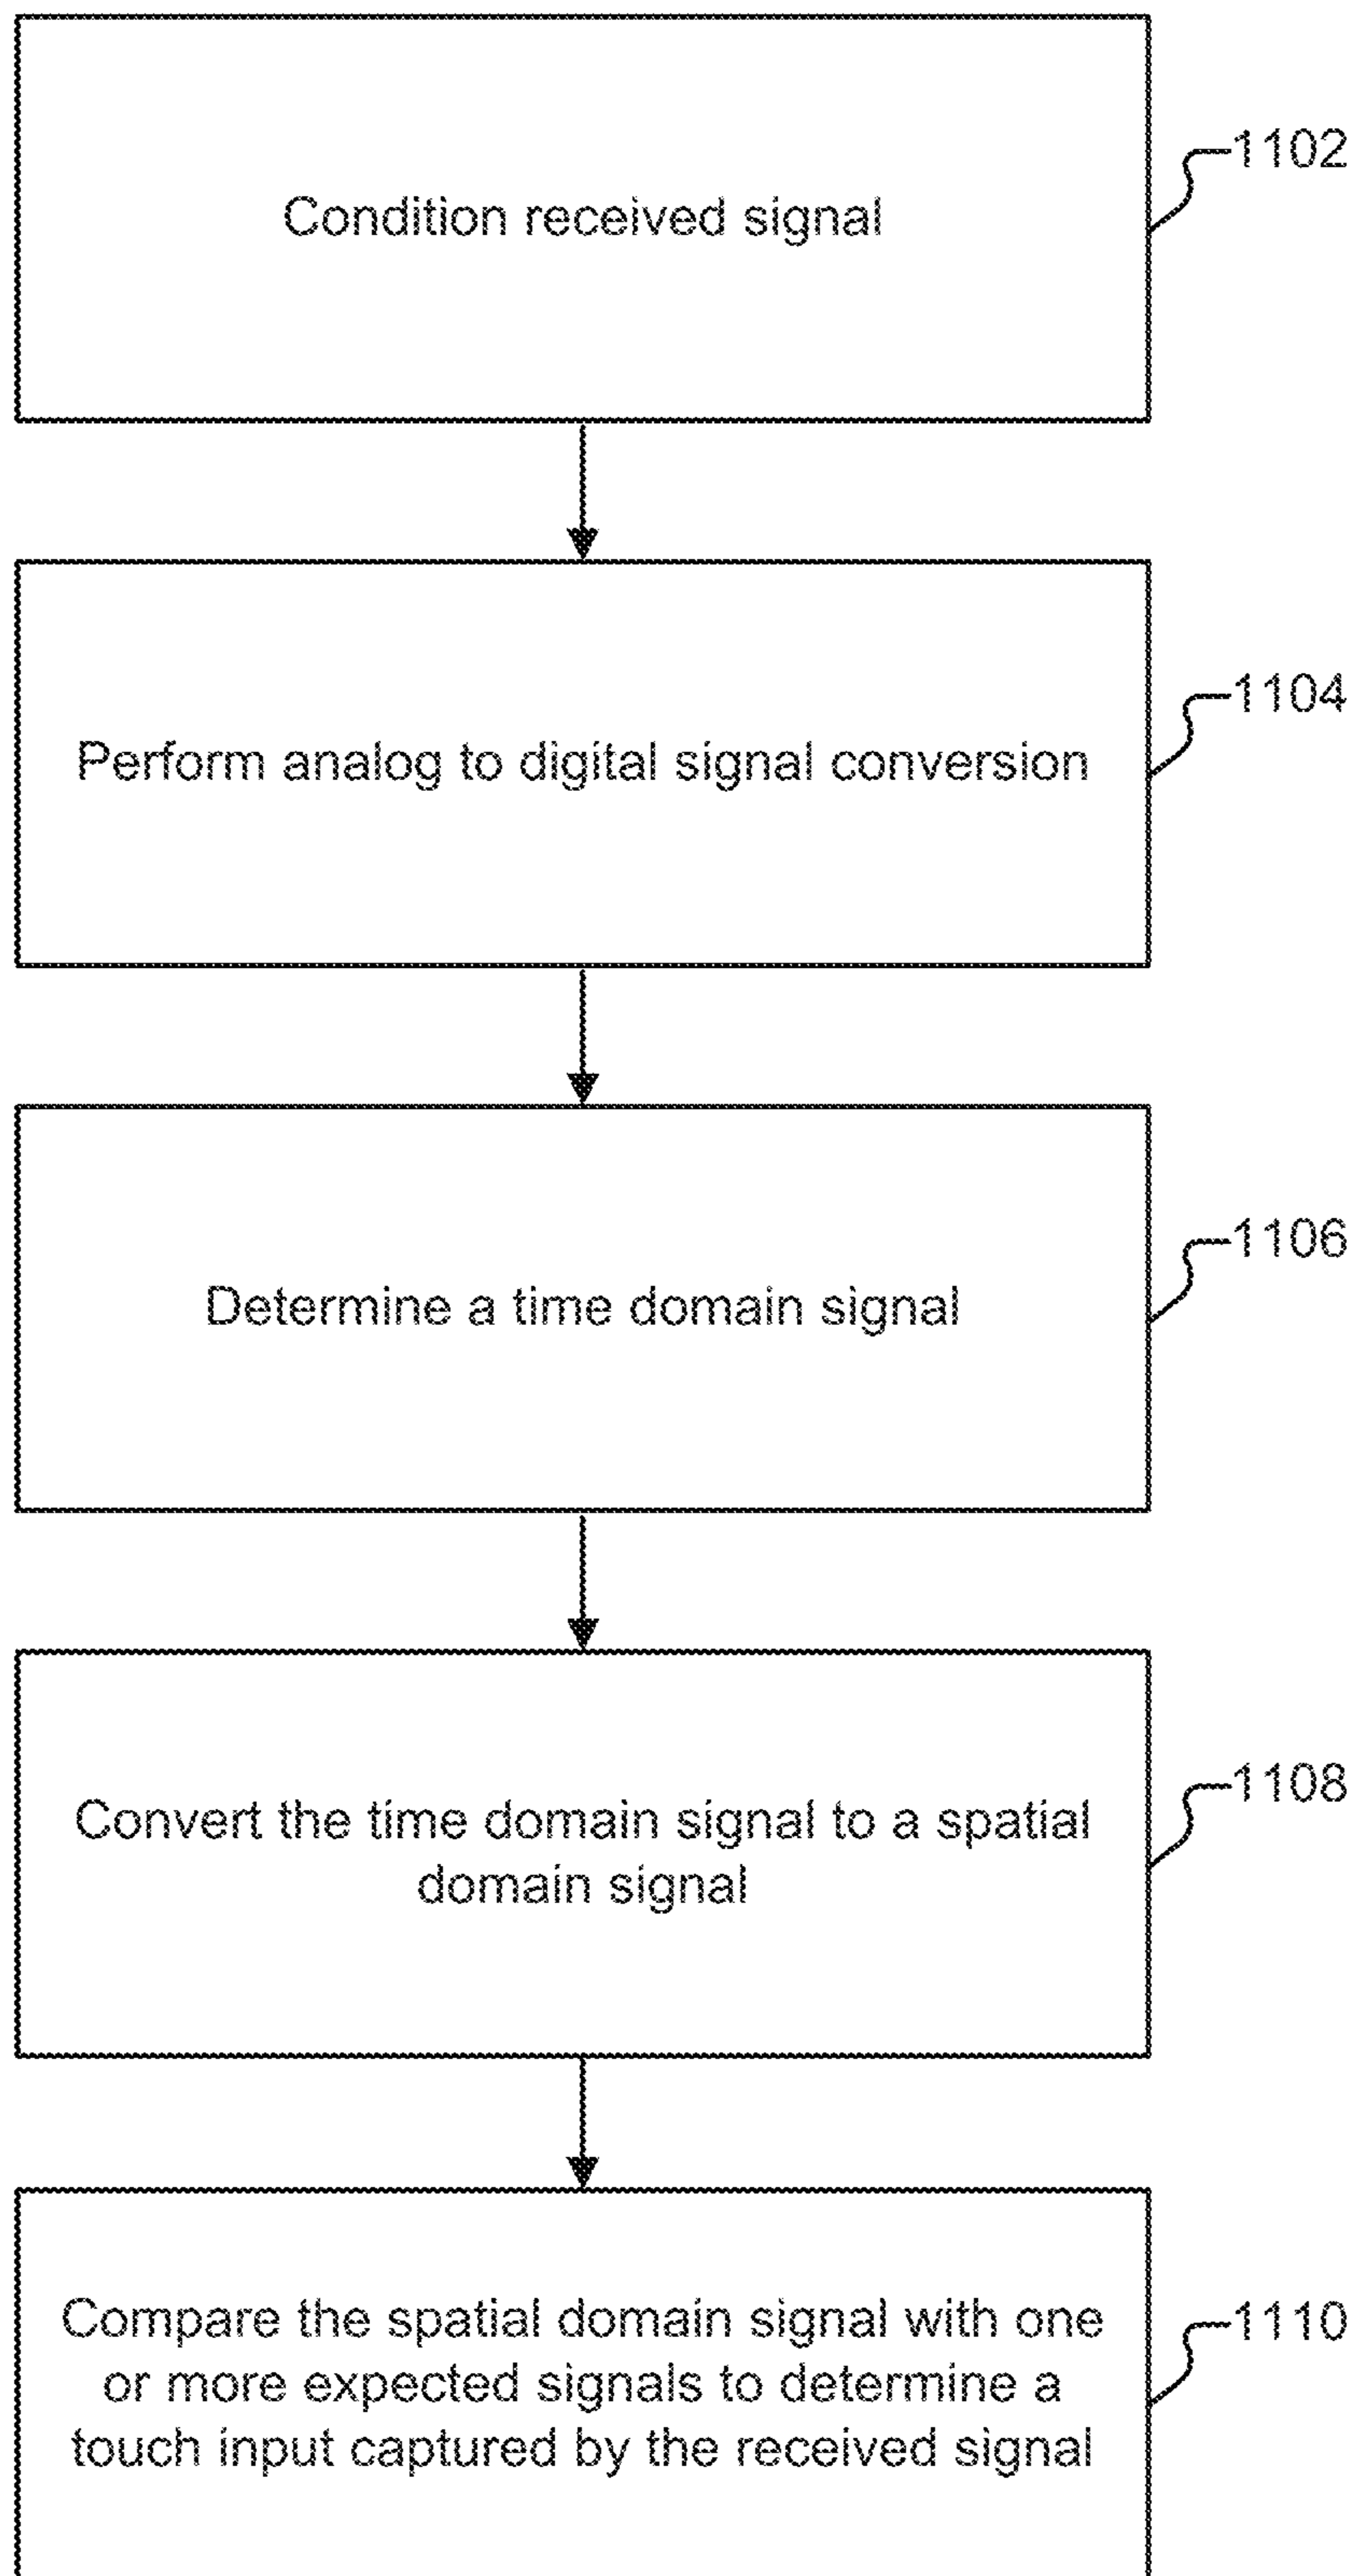 Condition received signal
1102
Perform analog to digital signal conversion
1104
Determine a time domain signal
1106
Convert the time domain signal to a spatial
domain signal
1108
Compare the spatial domain signal with one
or more expected signals to determine a
touch input captured by the received signal
1110